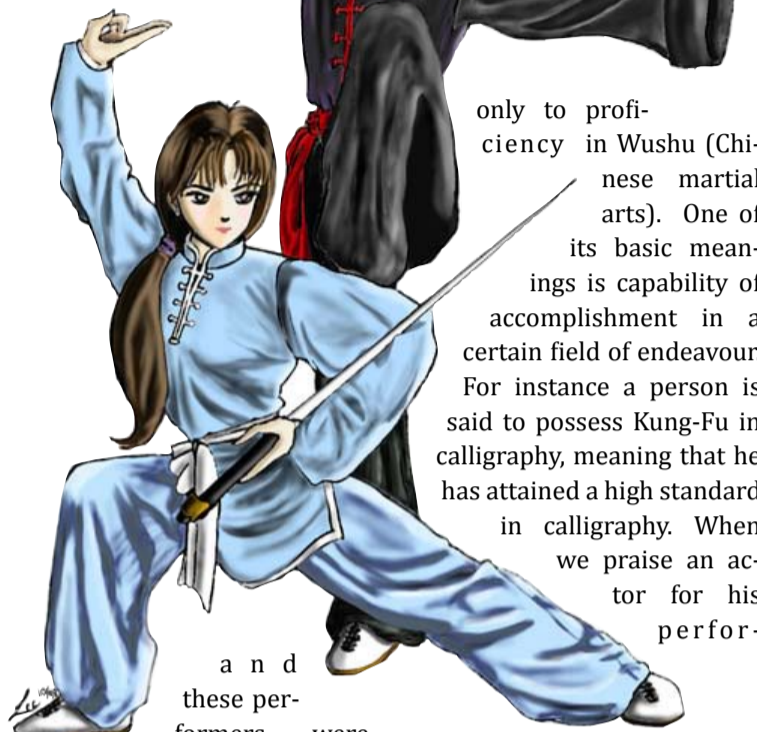 only to profi-
ciency in Wushu (Chi-
nese martial
arts). One of
its basic mean-
ings is capability of
accomplishment in a
certain field of endeavour.
For instance a person is
said to possess Kung-Fu in
calligraphy, meaning that he
has attained a high standard
in calligraphy. When
we praise an ac-
tor for his
perfor-
and
these per-
formers were
Lee